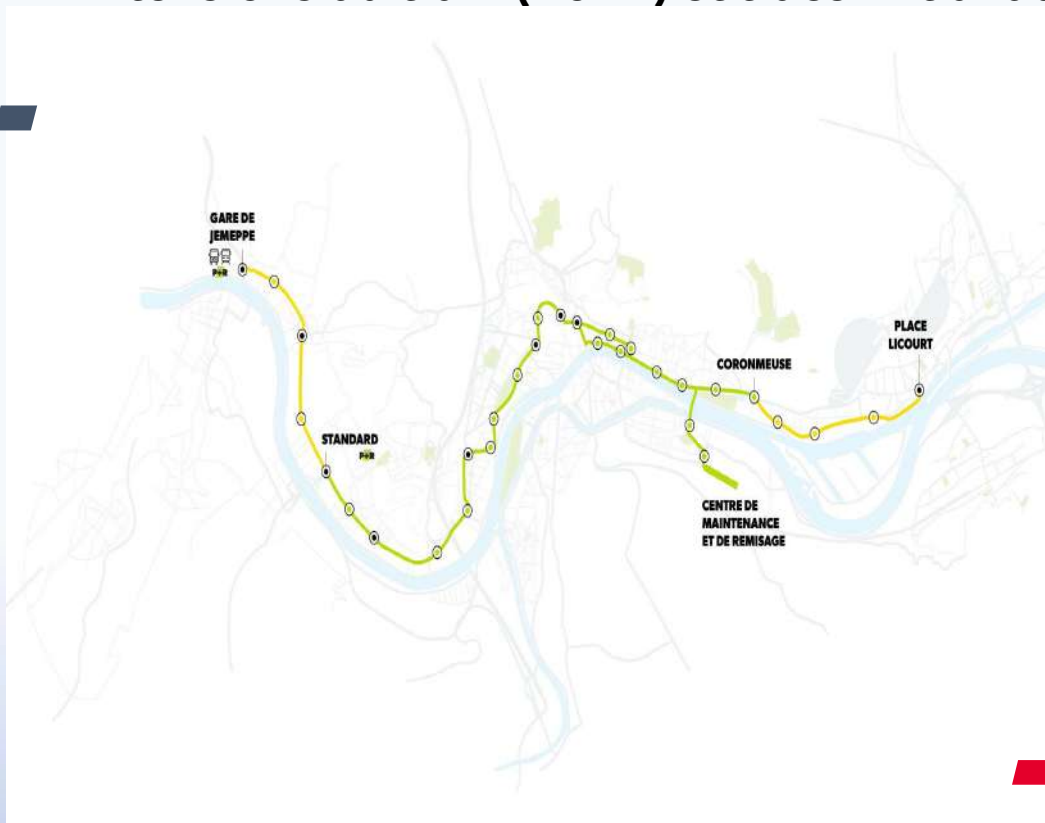 GARE DE
JEMEPPE
P+R
STANDARD
P+R
CORONMEUSE
PLACE
LICOURT
CENTRE DE
MAINTENANCE
ET DE REMISAGE